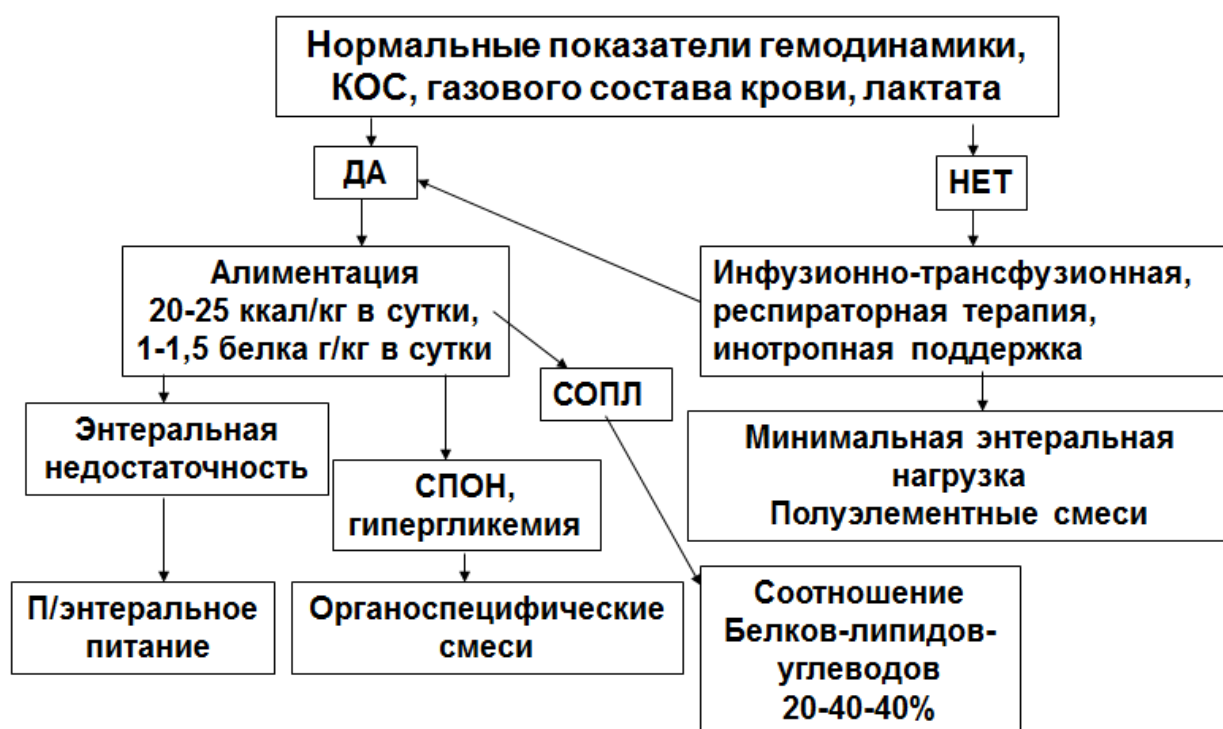 Нормальные показатели гемодинамики,
КОС, газового состава крови, лактата
ДА
НЕТ
Алиментация
20-25 ккал/кг в сутки,
1-1,5 белка г/кг в сутки
Инфузионно-трансфузионная,
респираторная терапия,
инотропная поддержка
СОПЛ
Энтеральная
недостаточность
СПОН,
гипергликемия
Минимальная энтеральная
нагрузка
Полуэлементные смеси
П/энтеральное
питание
Органоспецифические
смеси
Соотношение
Белков-липидов-
углеводов
20-40-40%